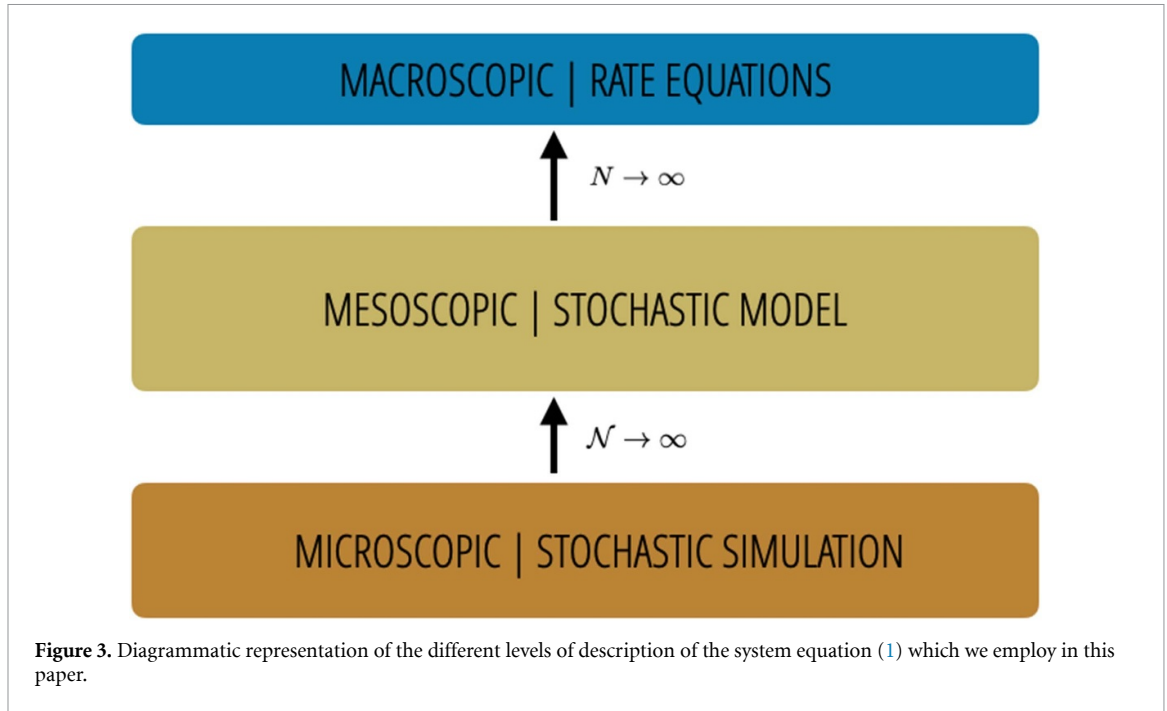 MACROSCOPIC | RATE EQUATIONS
N → ∞
MESOSCOPIC | STOCHASTIC MODEL
𝒩 → ∞
MICROSCOPIC | STOCHASTIC SIMULATION
Figure 3. Diagrammatic representation of the different levels of description of the system equation (1) which we employ in this
paper.